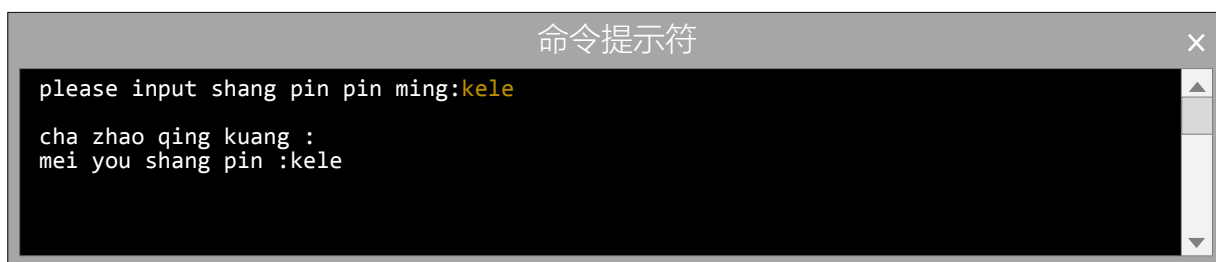 命令提示符
please input shang pin pin ming:kele
cha zhao qing kuang :
mei you shang pin :kele